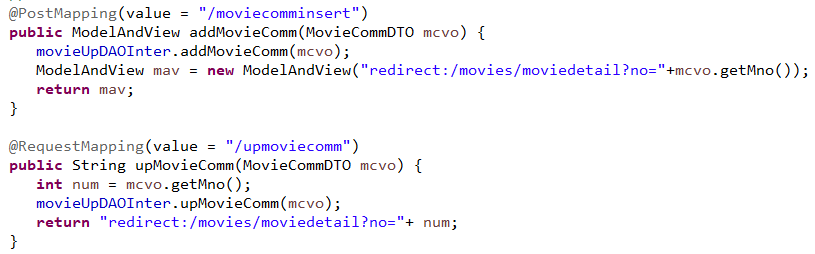 @PostMapping(value = "/moviecomminsert")
public ModelAndView addMovieComm(MovieCommDTO mcvo) {
movieUpDAOInter.addMovieComm(mcvo);
ModelAndView mav = new ModelAndView("redirect:/movies/moviedetail?no="+mcvo.getMno());
return mav;
}
@RequestMapping(value = "/upmoviecomm")
public String upMovieComm(MovieCommDTO mcvo) {
int num = mcvo.getMno();
movieUpDAOInter.upMovieComm(mcvo);
return "redirect:/movies/moviedetail?no="+ num;
}